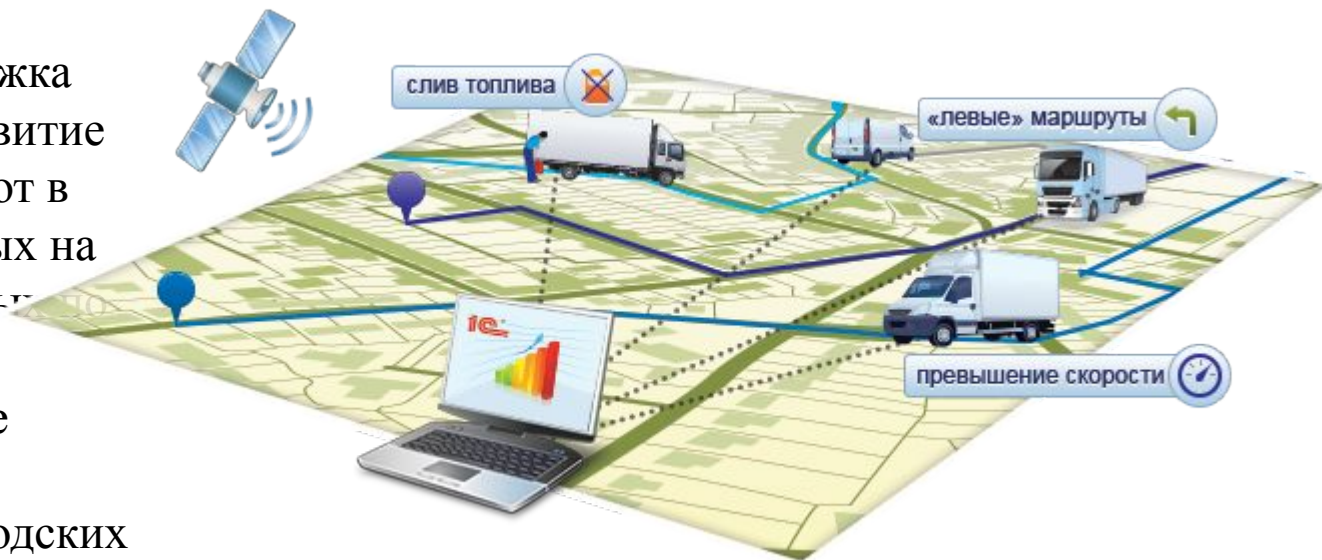 жка
витие
от в
ых на
е
одских
слив топлива
«левые» маршруты
1С
превышение скорости